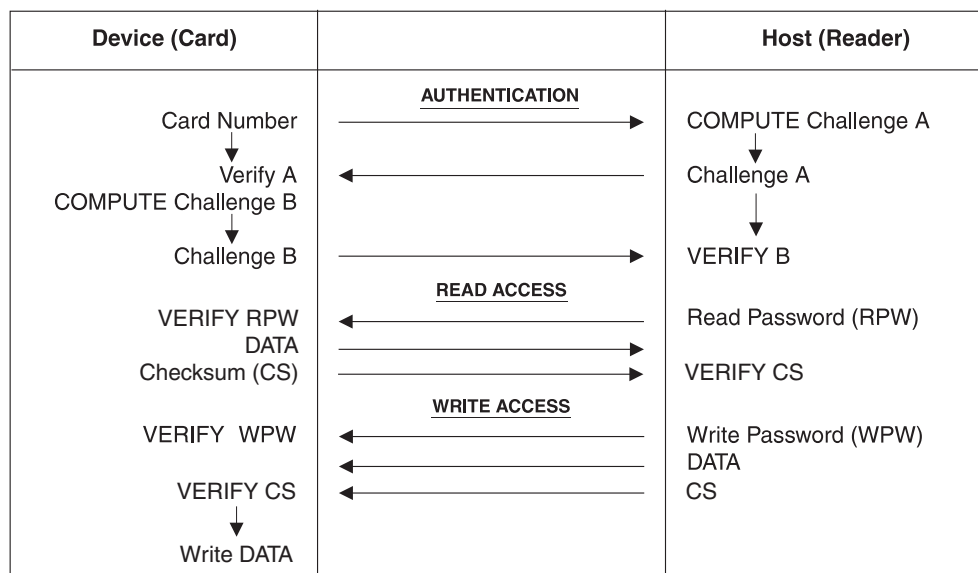 Device (Card) Host (Reader)
AUTHENTICATION
Card Number COMPUTE Challenge A
Verify A Challenge A
COMPUTE Challenge B
Challenge B VERIFY B
READ ACCESS
VERIFY RPW Read Password (RPW)
DATA
Checksum (CS) VERIFY CS
WRITE ACCESS
VERIFY WPW Write Password (WPW)
DATA
VERIFY CS CS
Write DATA